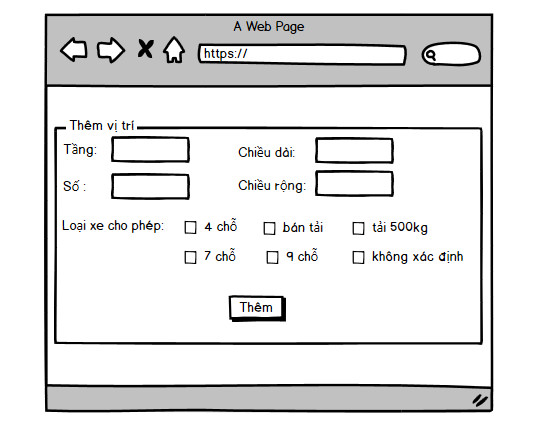 A Web Page
https://
Thêm vị trí
Tầng:
Chiều dài:
Số :
Chiều rộng:
Loại xe cho phép:
4 chỗ
bán tải
tải 500kg
7 chỗ
9 chỗ
không xác định
Thêm